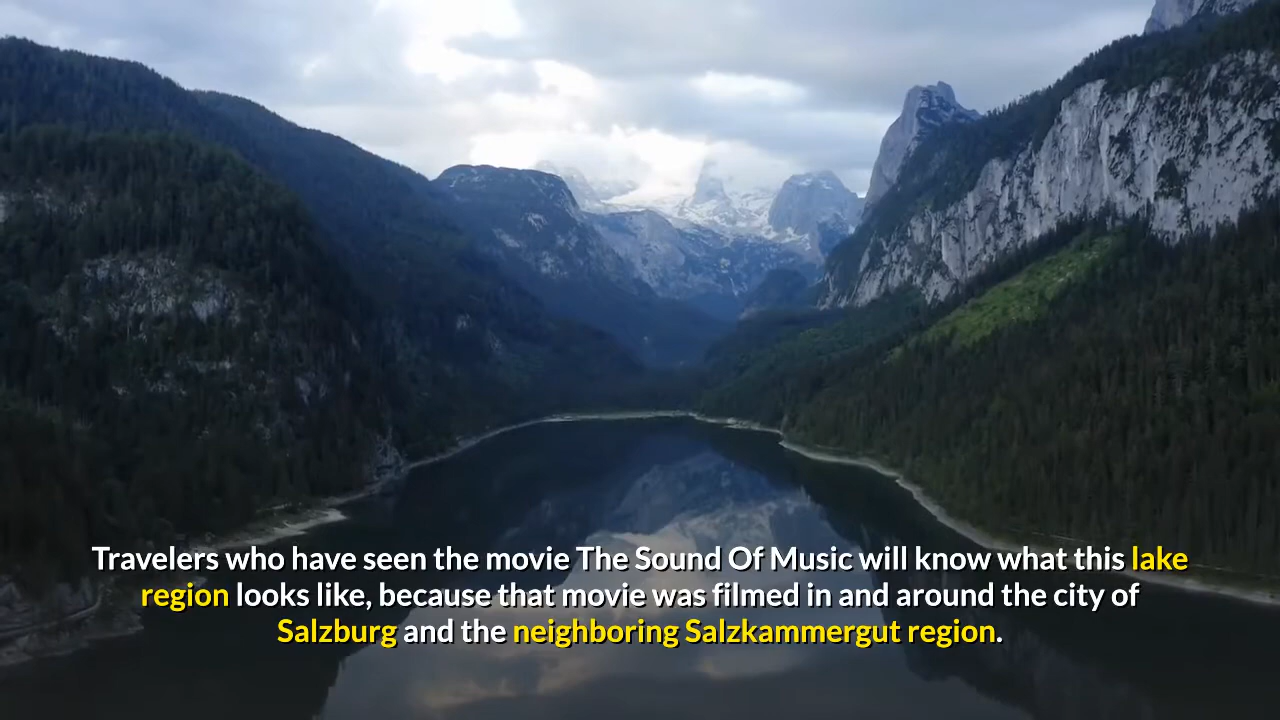 Travelers who have seen the movie The Sound Of Music will know what this lake
region looks like, because that movie was filmed in and around the city of
Salzburg and the neighboring Salzkammergut region.